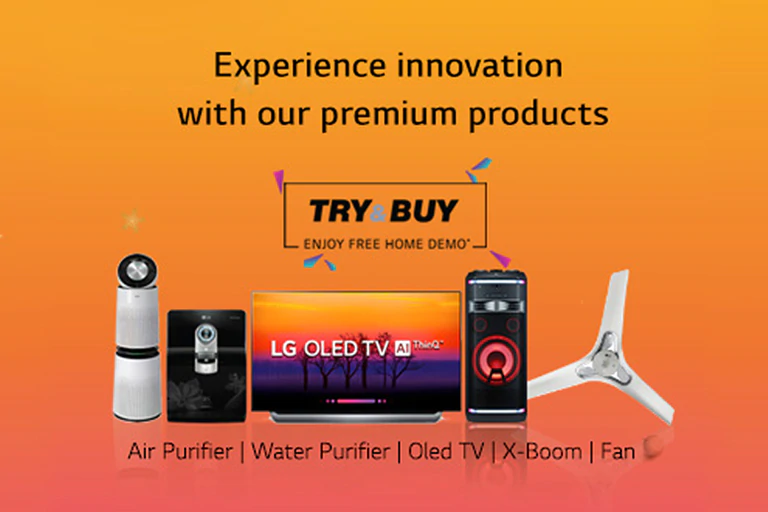 Experience innovation
with our premium products
TRY & BUY
ENJOY FREE HOME DEMO*
LG OLED TV AI ThinQ™
Air Purifier | Water Purifier | Oled TV | X-Boom | Fan